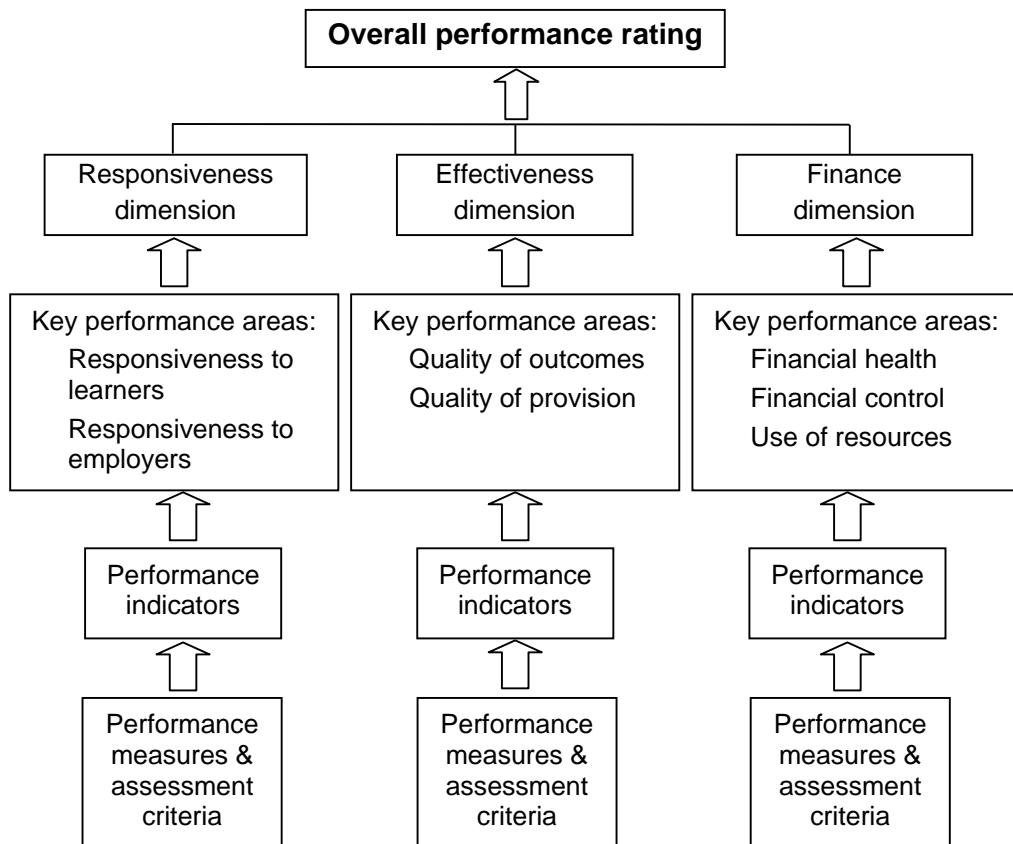 Overall performance rating
Responsiveness
dimension
Effectiveness
dimension
Finance
dimension
Key performance areas:
Responsiveness to
learners
Responsiveness to
employers
Key performance areas:
Quality of outcomes
Quality of provision
Key performance areas:
Financial health
Financial control
Use of resources
Performance
indicators
Performance
indicators
Performance
indicators
Performance
measures &
assessment
criteria
Performance
measures &
assessment
criteria
Performance
measures &
assessment
criteria